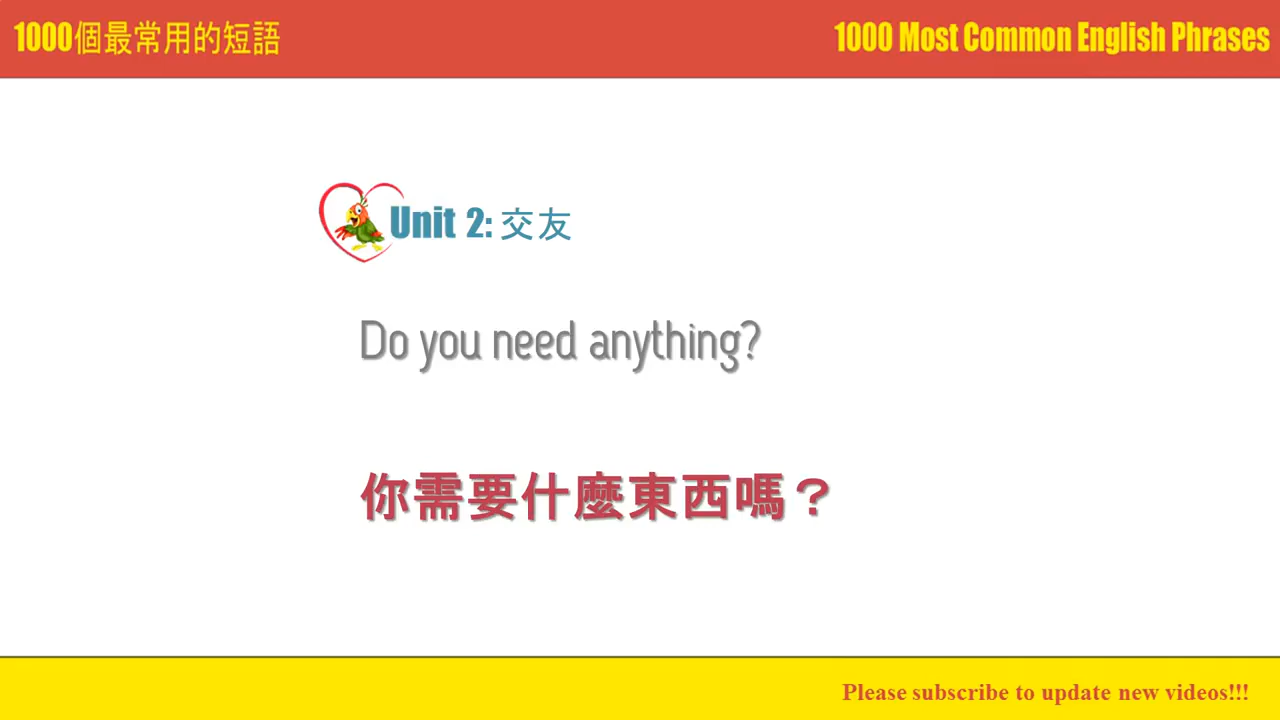 1000個最常用的短語
1000 Most Common English Phrases
Unit 2: 交友
Do you need anything?
你需要什麼東西嗎？
Please subscribe to update new videos!!!